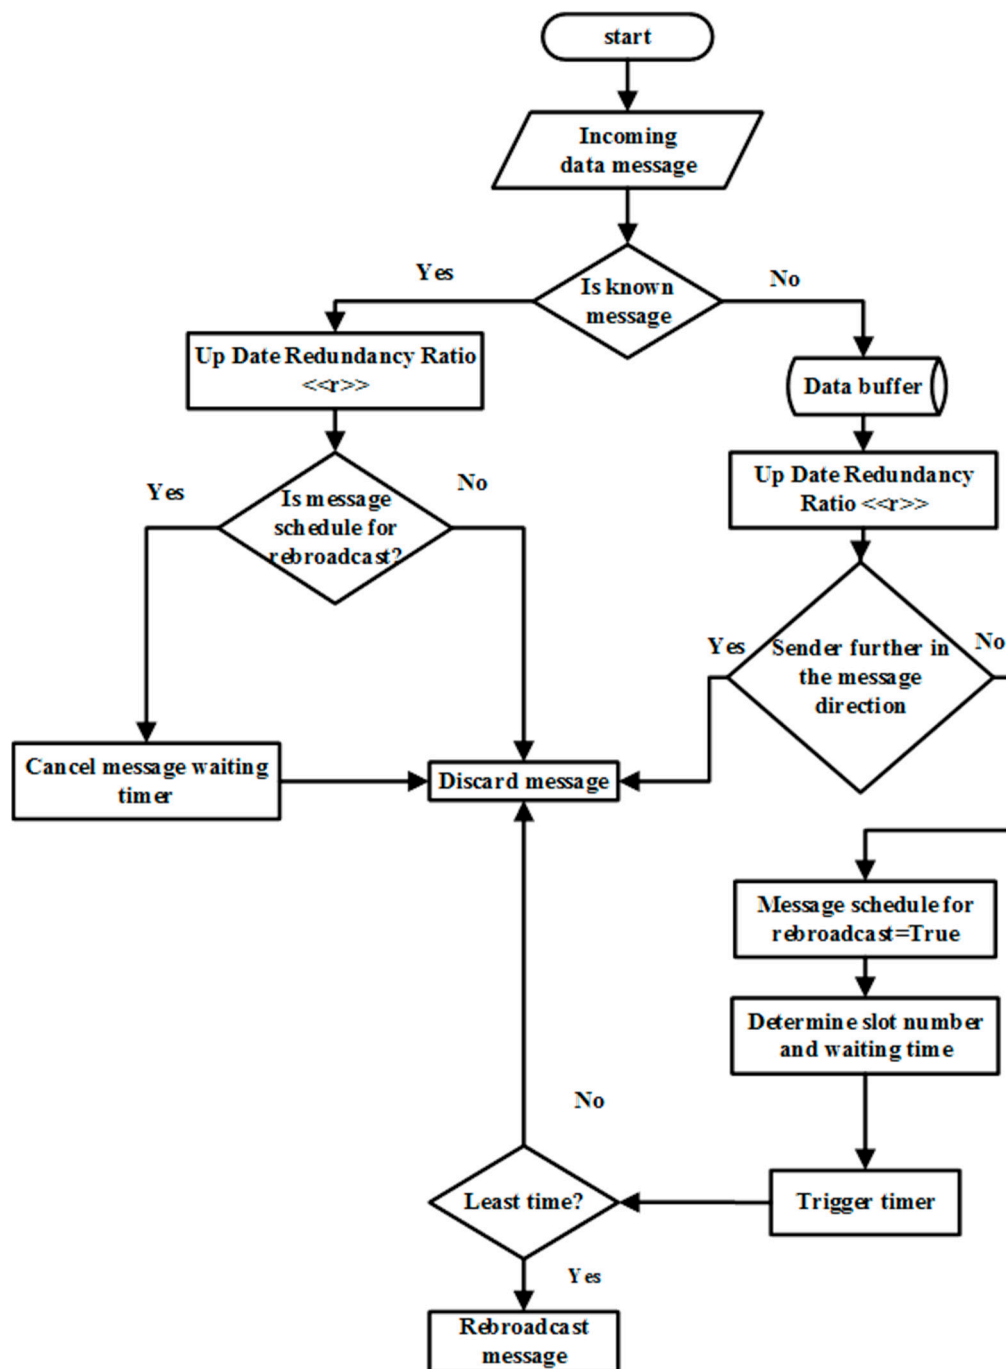 start
Incoming
data message
Yes
Is known
message
No
Up Date Redundancy Ratio
<<r>>
Data buffer
Up Date Redundancy
Ratio <<r>>
Yes
Is message
schedule for
rebroadcast?
No
Yes
Sender further in
the message
direction
No
Cancel message waiting
timer
Discard message
Message schedule for
rebroadcast=True
Determine slot number
and waiting time
No
Least time?
Trigger timer
Yes
Rebroadcast
message